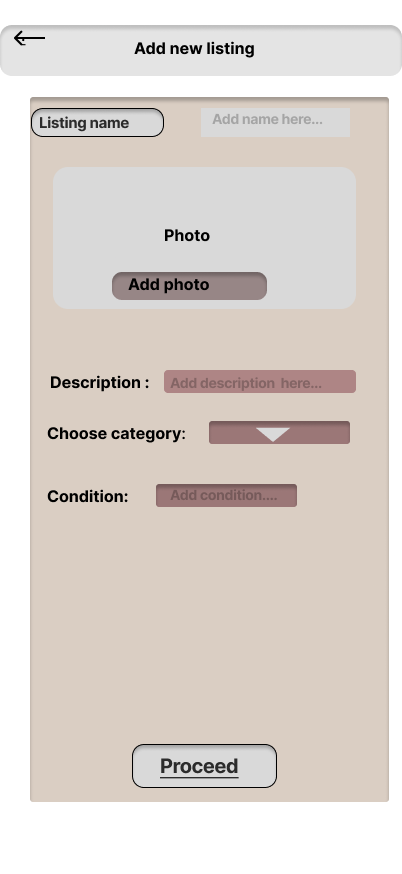 Add new listing
Listing name
Add name here...
Photo
Add photo
Description :
Add description  here...
Choose category:
Condition:
Add condition....
Proceed